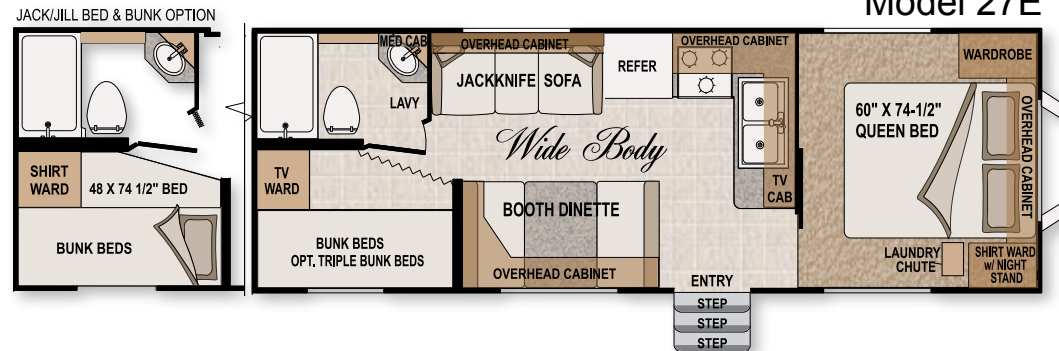 Model 27E
JACK/JILL BED & BUNK OPTION
SHIRT
WARD
48 X 74 1/2" BED
BUNK BEDS
MED CAB
LAVY
TV
WARD
BUNK BEDS
OPT. TRIPLE BUNK BEDS
OVERHEAD CABINET
JACKKNIFE SOFA
REFER
OVERHEAD CABINET
Wide Body
BOOTH DINETTE
OVERHEAD CABINET
TV
CAB
ENTRY
STEP
STEP
STEP
WARDROBE
60" X 74-1/2"
QUEEN BED
OVERHEAD CABINET
LAUNDRY
CHUTE
SHIRT WARD
w/ NIGHT
STAND